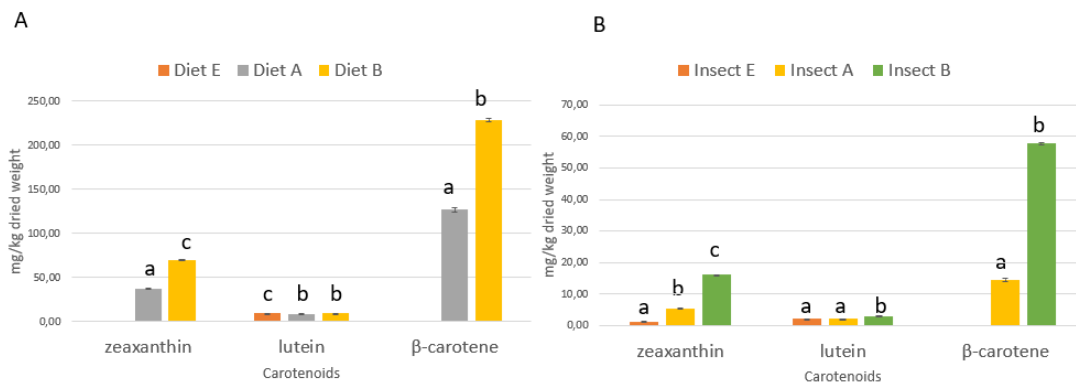 A
Diet E Diet A Diet B
mg/kg dried weight
250,00
200,00
150,00
100,00
50,00
0,00
a
c
c
b
b
a
b
zeaxanthin lutein β-carotene
Carotenoids
B
Insect E Insect A Insect B
mg/kg dried weight
70,00
60,00
50,00
40,00
30,00
20,00
10,00
0,00
a
b
c
a
a
b
a
b
zeaxanthin lutein β-carotene
Carotenoids